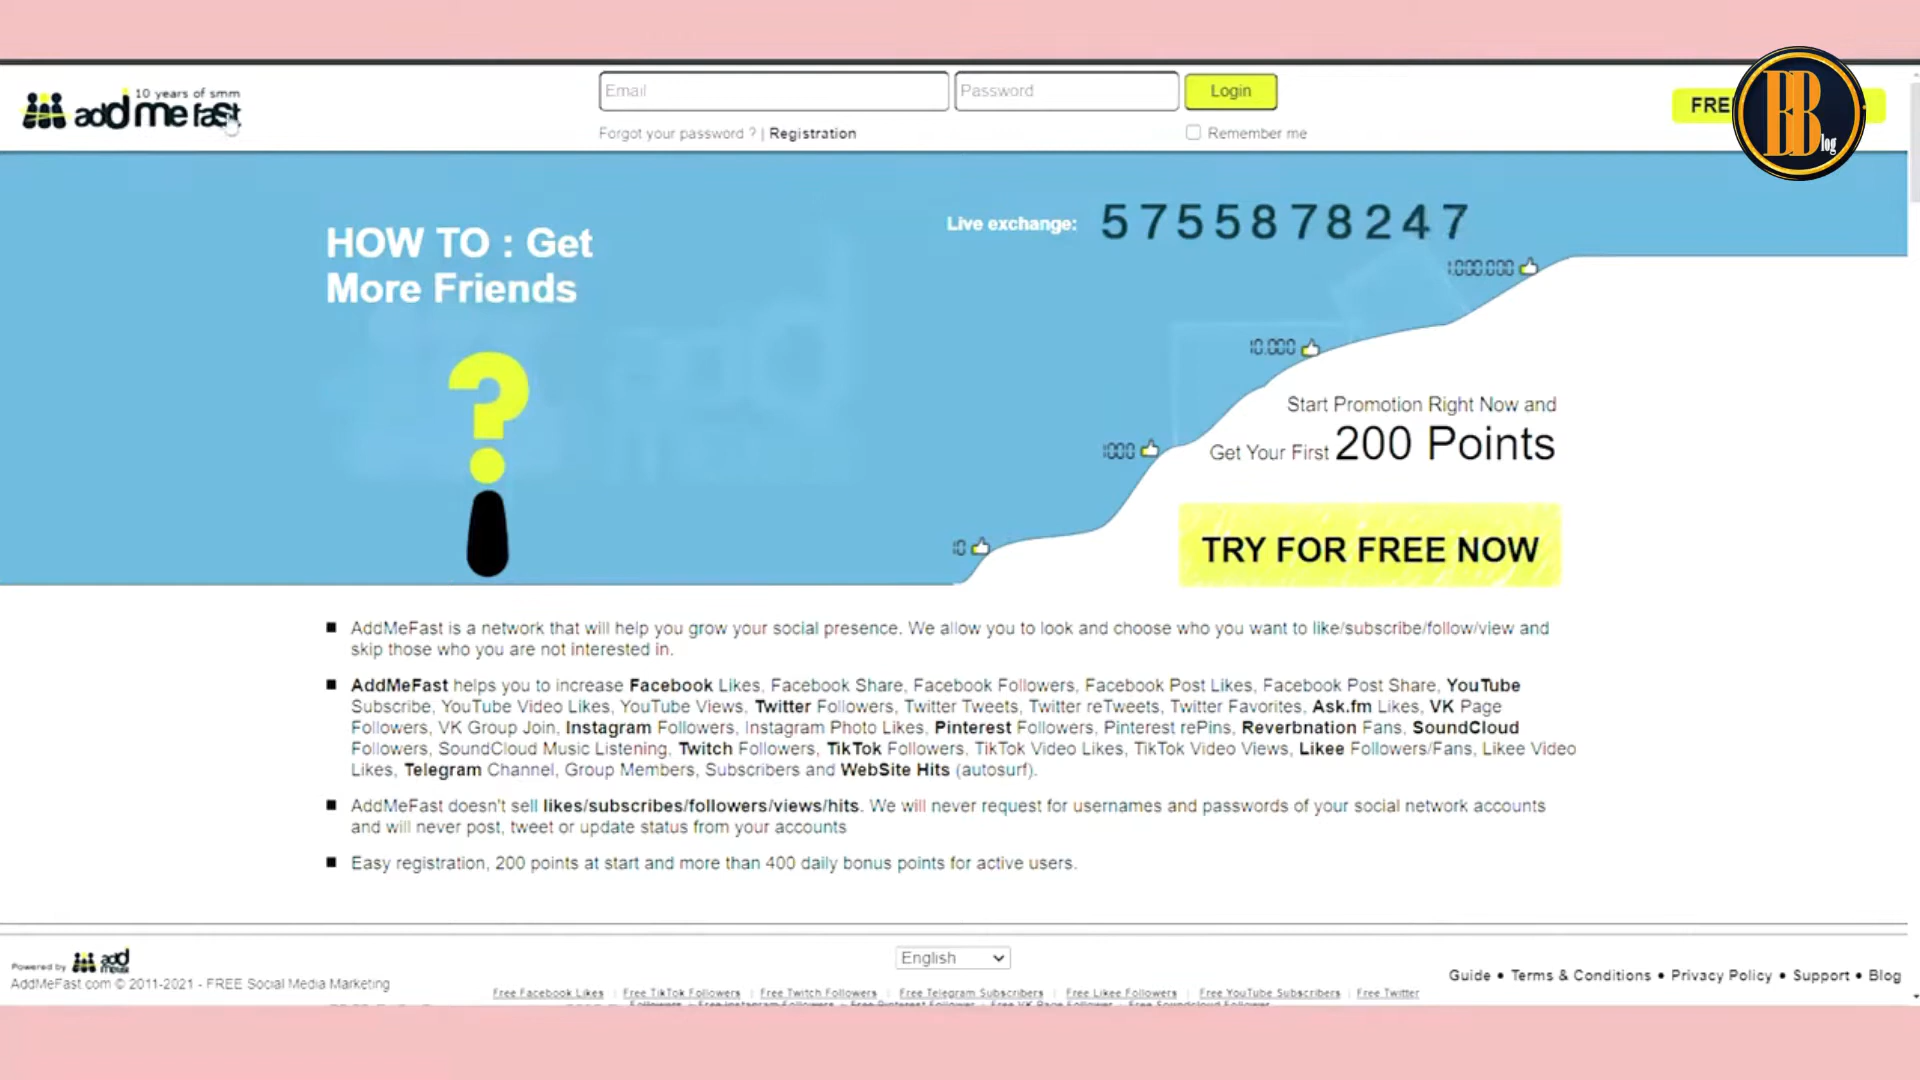 10 years of smm
add me fast
Email
Password
Login
FREE
BB
log
Forgot your password ? | Registration
Remember me
HOW TO : Get
More Friends
Live exchange: 5755878247
1.000.000
10.000
1000
10
Start Promotion Right Now and
Get Your First 200 Points
TRY FOR FREE NOW
AddMeFast is a network that will help you grow your social presence. We allow you to look and choose who you want to like/subscribe/follow/view and
skip those who you are not interested in.
AddMeFast helps you to increase Facebook Likes, Facebook Share, Facebook Followers, Facebook Post Likes, Facebook Post Share, YouTube
Subscribe, YouTube Video Likes, YouTube Views, Twitter Followers, Twitter Tweets, Twitter reTweets, Twitter Favorites, Ask.fm Likes, VK Page
Followers, VK Group Join, Instagram Followers, Instagram Photo Likes, Pinterest Followers, Pinterest rePins, Reverbnation Fans, SoundCloud
Followers, SoundCloud Music Listening, Twitch Followers, TikTok Followers, TikTok Video Likes, TikTok Video Views, Likee Followers/Fans, Likee Video
Likes, Telegram Channel, Group Members, Subscribers and WebSite Hits (autosurf).
AddMeFast doesn't sell likes/subscribes/followers/views/hits. We will never request for usernames and passwords of your social network accounts
and will never post, tweet or update status from your accounts
Easy registration, 200 points at start and more than 400 daily bonus points for active users.
Powered by add me fast
AddMeFast.com © 2011-2021 - FREE Social Media Marketing
English
Guide • Terms & Conditions • Privacy Policy • Support • Blog
Free Facebook Likes | Free TikTok Followers | Free Twitch Followers | Free Telegram Subscribers | Free Likee Followers | Free YouTube Subscribers | Free Twitter